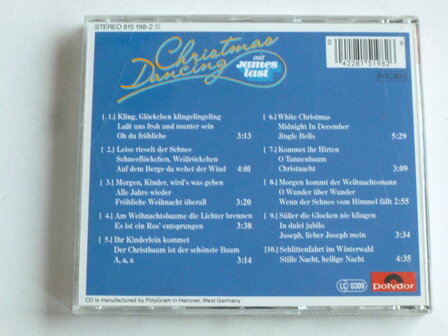 STEREO 815 198-2
Christmas
Dancing
mit
James
Last
0 42281 51982 6
[1.] Kling, Glöckchen klingelingeling
Laßt uns froh und munter sein
Oh du fröhliche 3:13
[2.] Leise rieselt der Schnee
Schneeflöckchen, Weißröckchen
Auf dem Berge da wehet der Wind 4:01
[3.] Morgen, Kinder, wird's was geben
Alle Jahre wieder
Fröhliche Weihnacht überall 3:20
[4.] Am Weihnachtsbaume die Lichter brennen
Es ist ein Ros' entsprungen 3:38
[5.] Ihr Kinderlein kommet
Der Christbaum ist der schönste Baum
A, a, a 3:14
[6.] White Christmas
Midnight In December
Jingle Bells 5:29
[7.] Kommet ihr Hirten
O Tannenbaum
Christnacht 3:09
[8.] Morgen kommt der Weihnachtsmann
O Wunder über Wunder
Wenn der Schnee vom Himmel fällt 2:55
[9.] Süßer die Glocken nie klingen
In dulci jubilo
Joseph, lieber Joseph mein 3:34
[10.] Schlittenfahrt im Winterwald
Stille Nacht, heilige Nacht 4:35
CD is manufactured by PolyGram in Hanover, West Germany
LC 0309
polydor